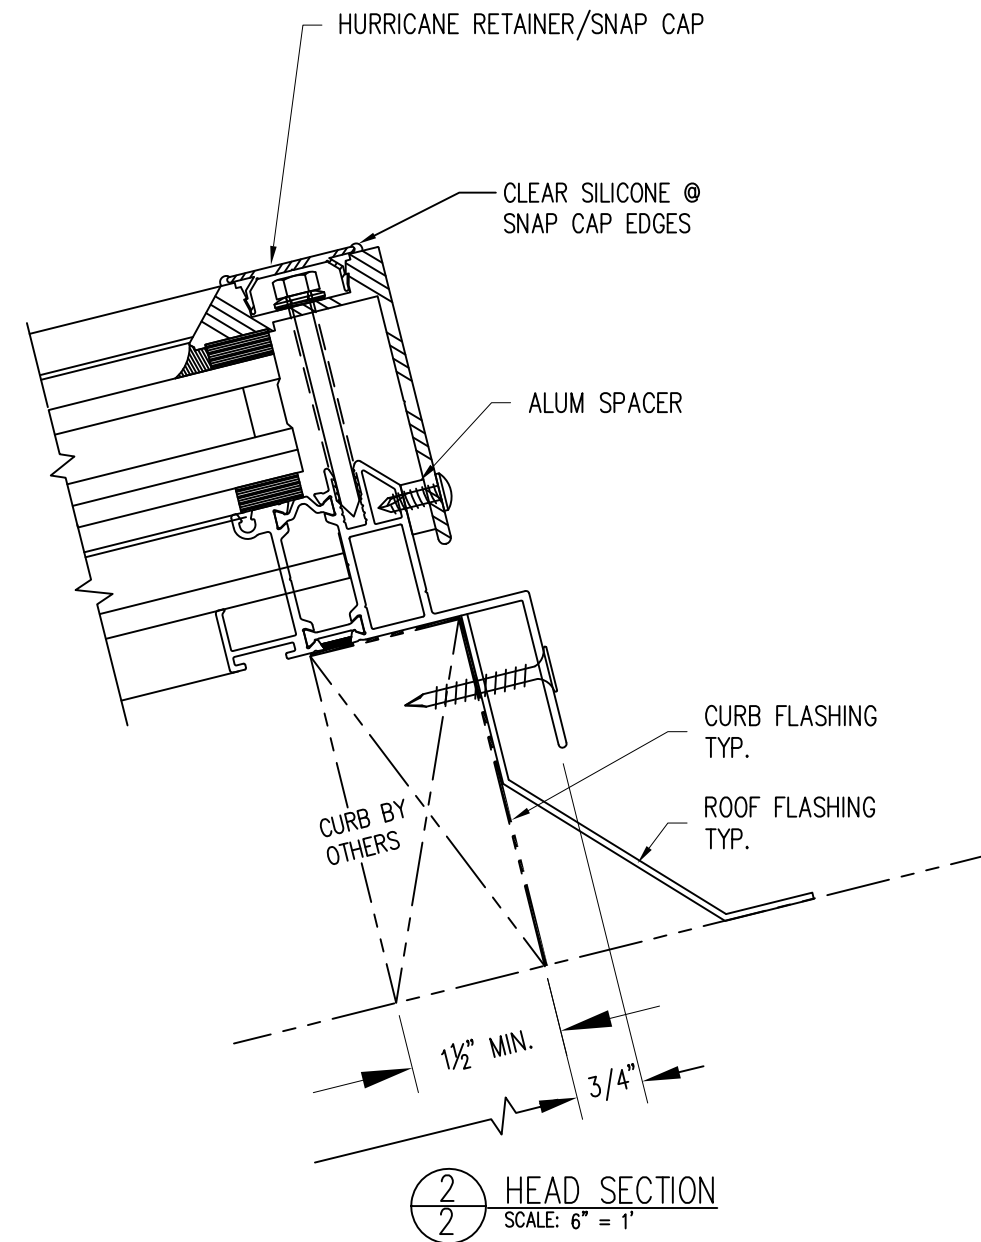 HURRICANE RETAINER/SNAP CAP
CLEAR SILICONE @
SNAP CAP EDGES
ALUM SPACER
CURB FLASHING
TYP.
ROOF FLASHING
TYP.
CURB BY
OTHERS
1½" MIN.
3/4"
2
2
HEAD SECTION
SCALE: 6" = 1'